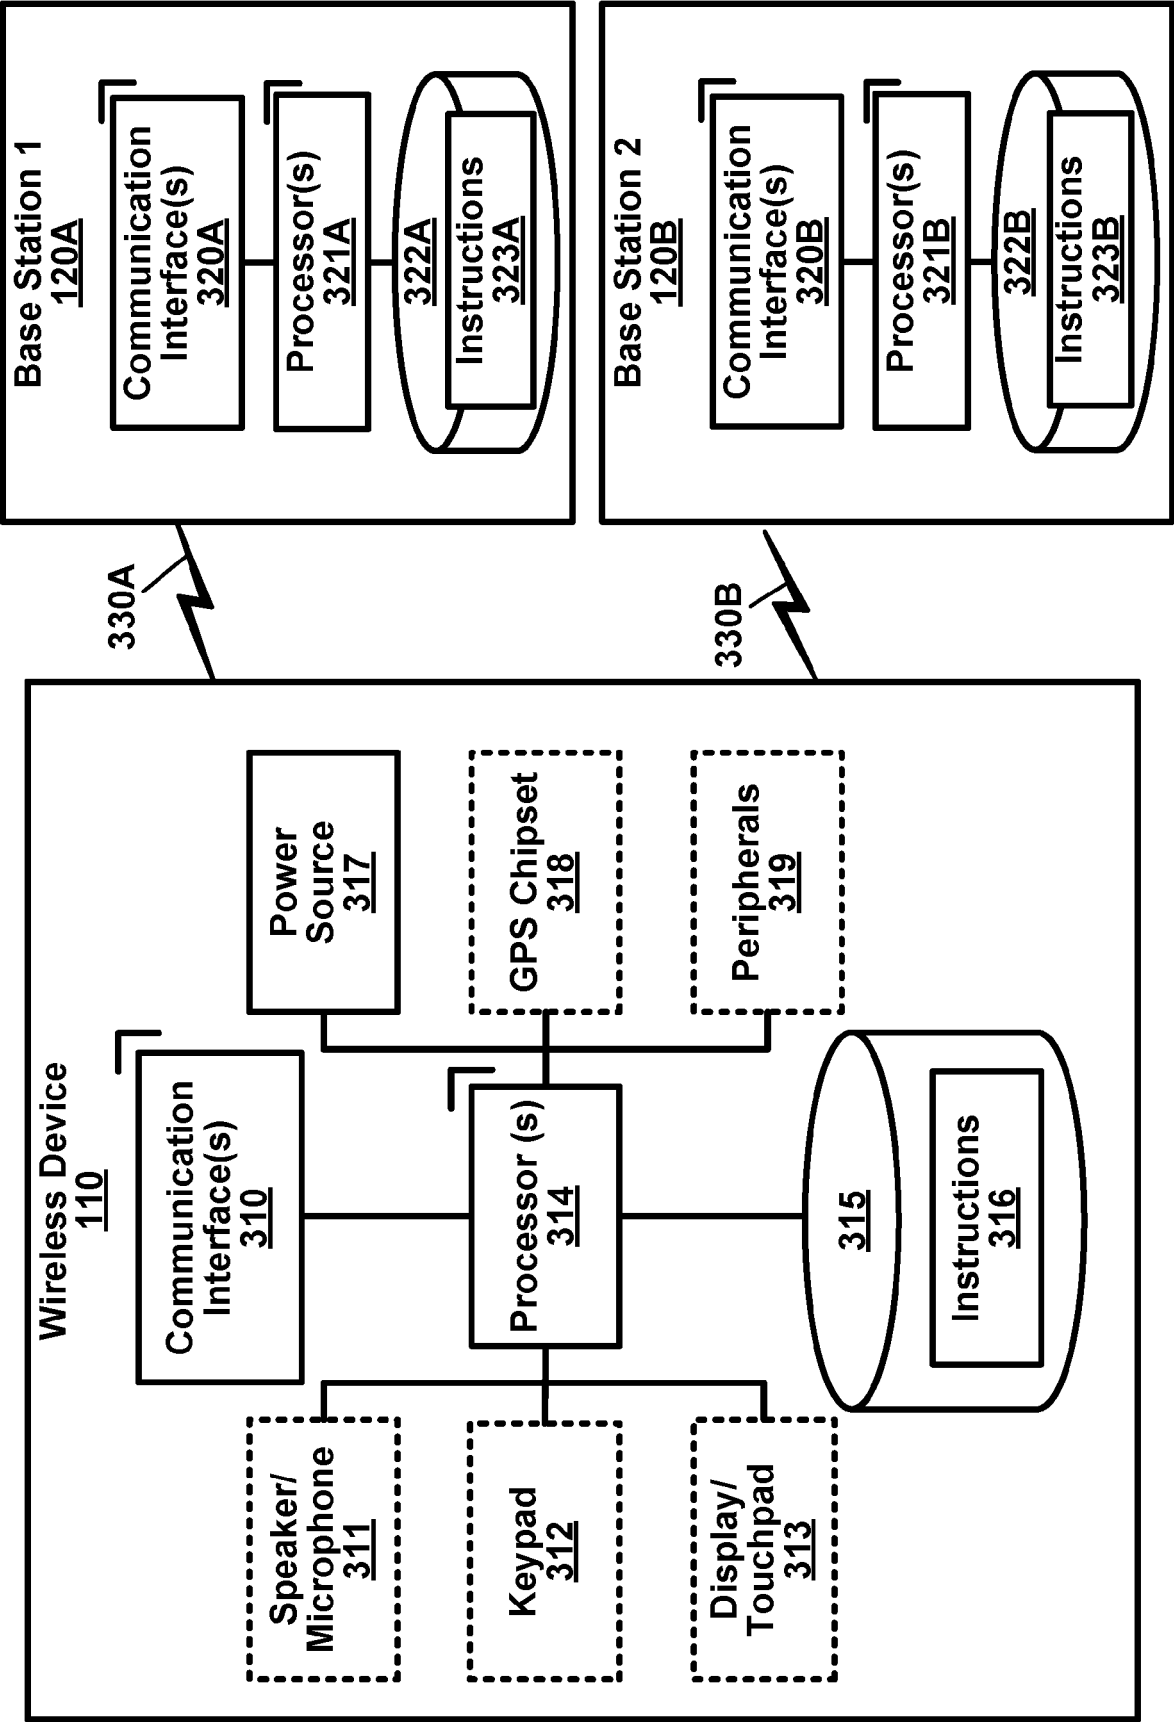 Wireless Device
110
Communication
Interface(s)
310
Speaker/
Microphone
311
Power
Source
317
Keypad
312
Processor (s)
314
GPS Chipset
318
Display/
Touchpad
313
Peripherals
319
315
Instructions
316
330A
330B
Base Station 1
120A
Communication
Interface(s)
320A
Processor(s)
321A
322A
Instructions
323A
Base Station 2
120B
Communication
Interface(s)
320B
Processor(s)
321B
322B
Instructions
323B